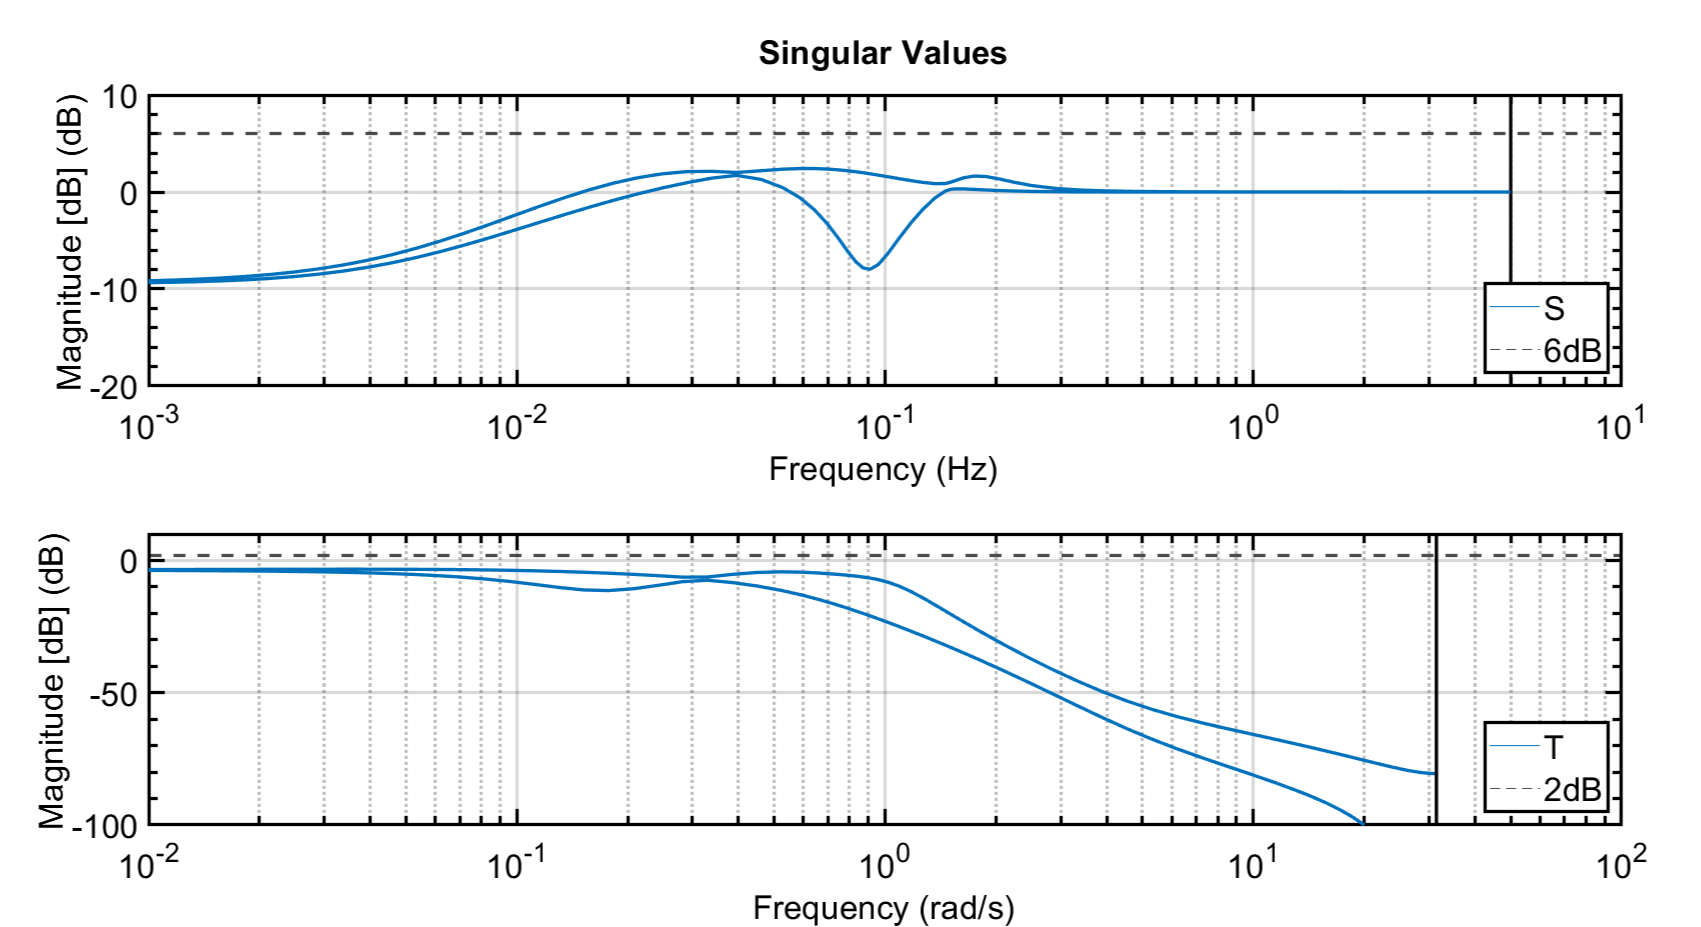 Singular Values
Magnitude [dB] (dB)
10
0
-10
-20
10^-3
10^-2
10^-1
10^0
10^1
Frequency (Hz)
S
6dB
Magnitude [dB] (dB)
0
-50
-100
10^-2
10^-1
10^0
10^1
10^2
Frequency (rad/s)
T
2dB